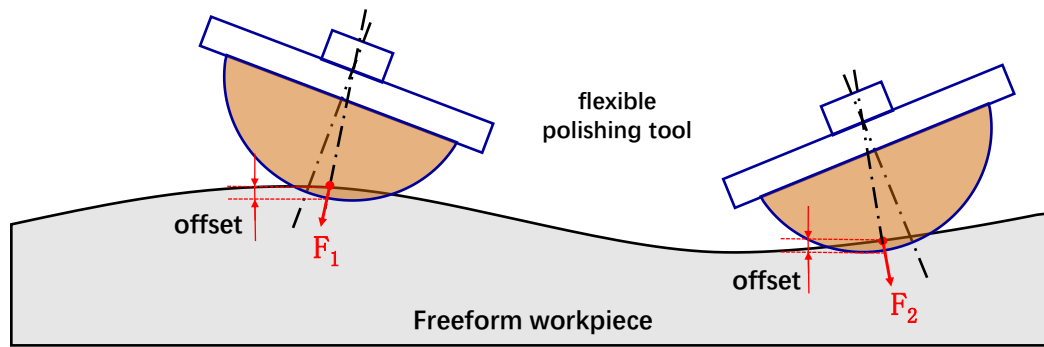 flexible
polishing tool
offset
F1
offset
F2
Freeform workpiece